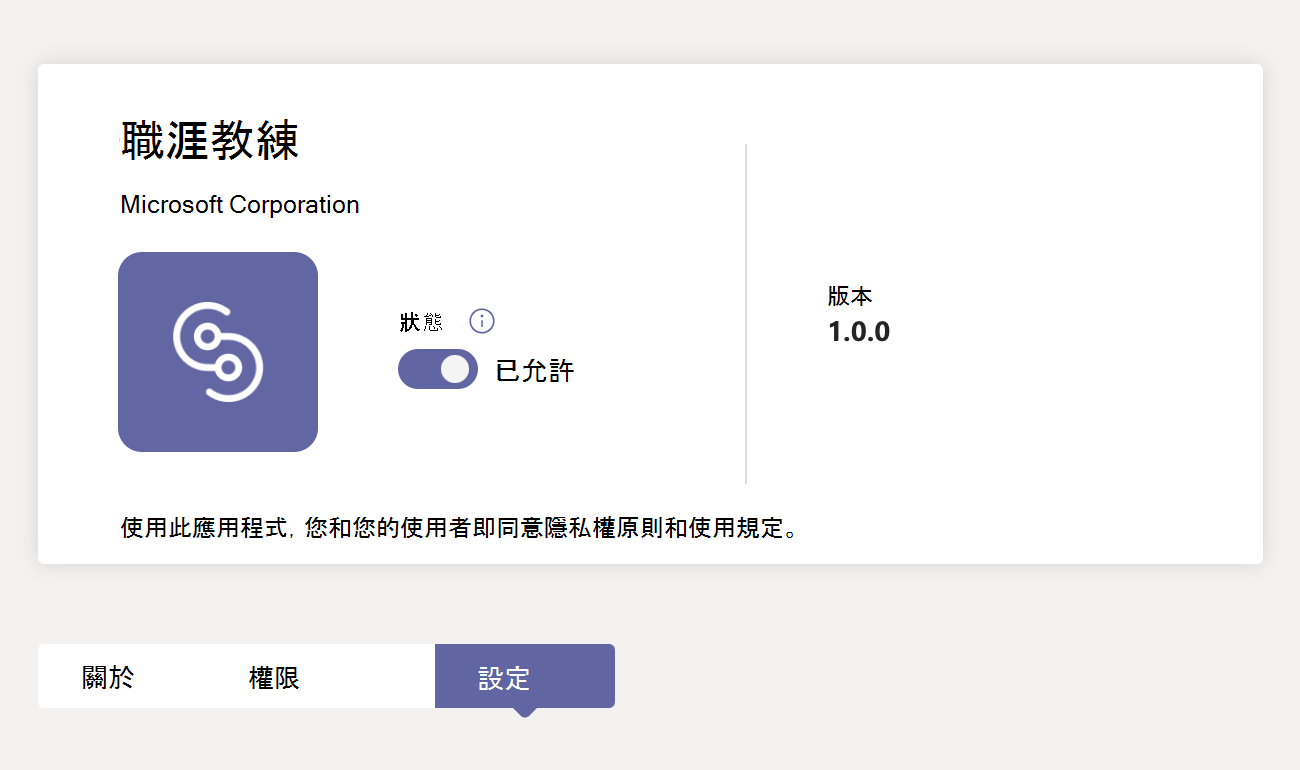 職涯教練
Microsoft Corporation
狀態
已允許
版本
1.0.0
使用此應用程式, 您和您的使用者即同意隱私權原則和使用規定。
關於
權限
設定